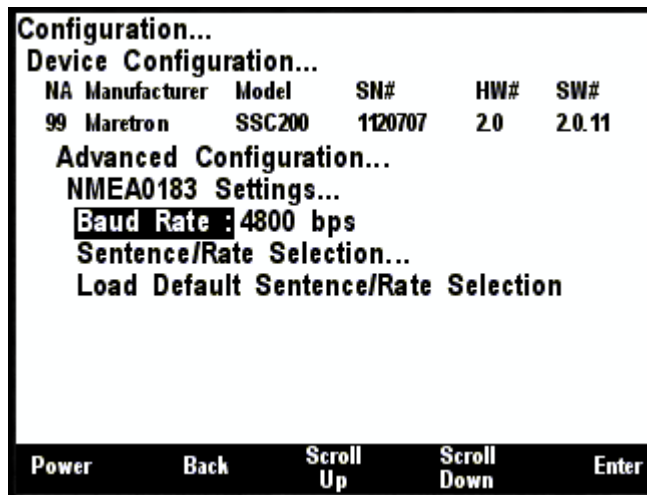 Configuration...
Device Configuration...
NA Manufacturer Model SN# HW# SW#
99 Maretron SSC200 1120707 2.0 2.0.11
Advanced Configuration...
NMEA0183 Settings...
Baud Rate : 4800 bps
Sentence/Rate Selection...
Load Default Sentence/Rate Selection
Power Back Scroll Up Scroll Down Enter